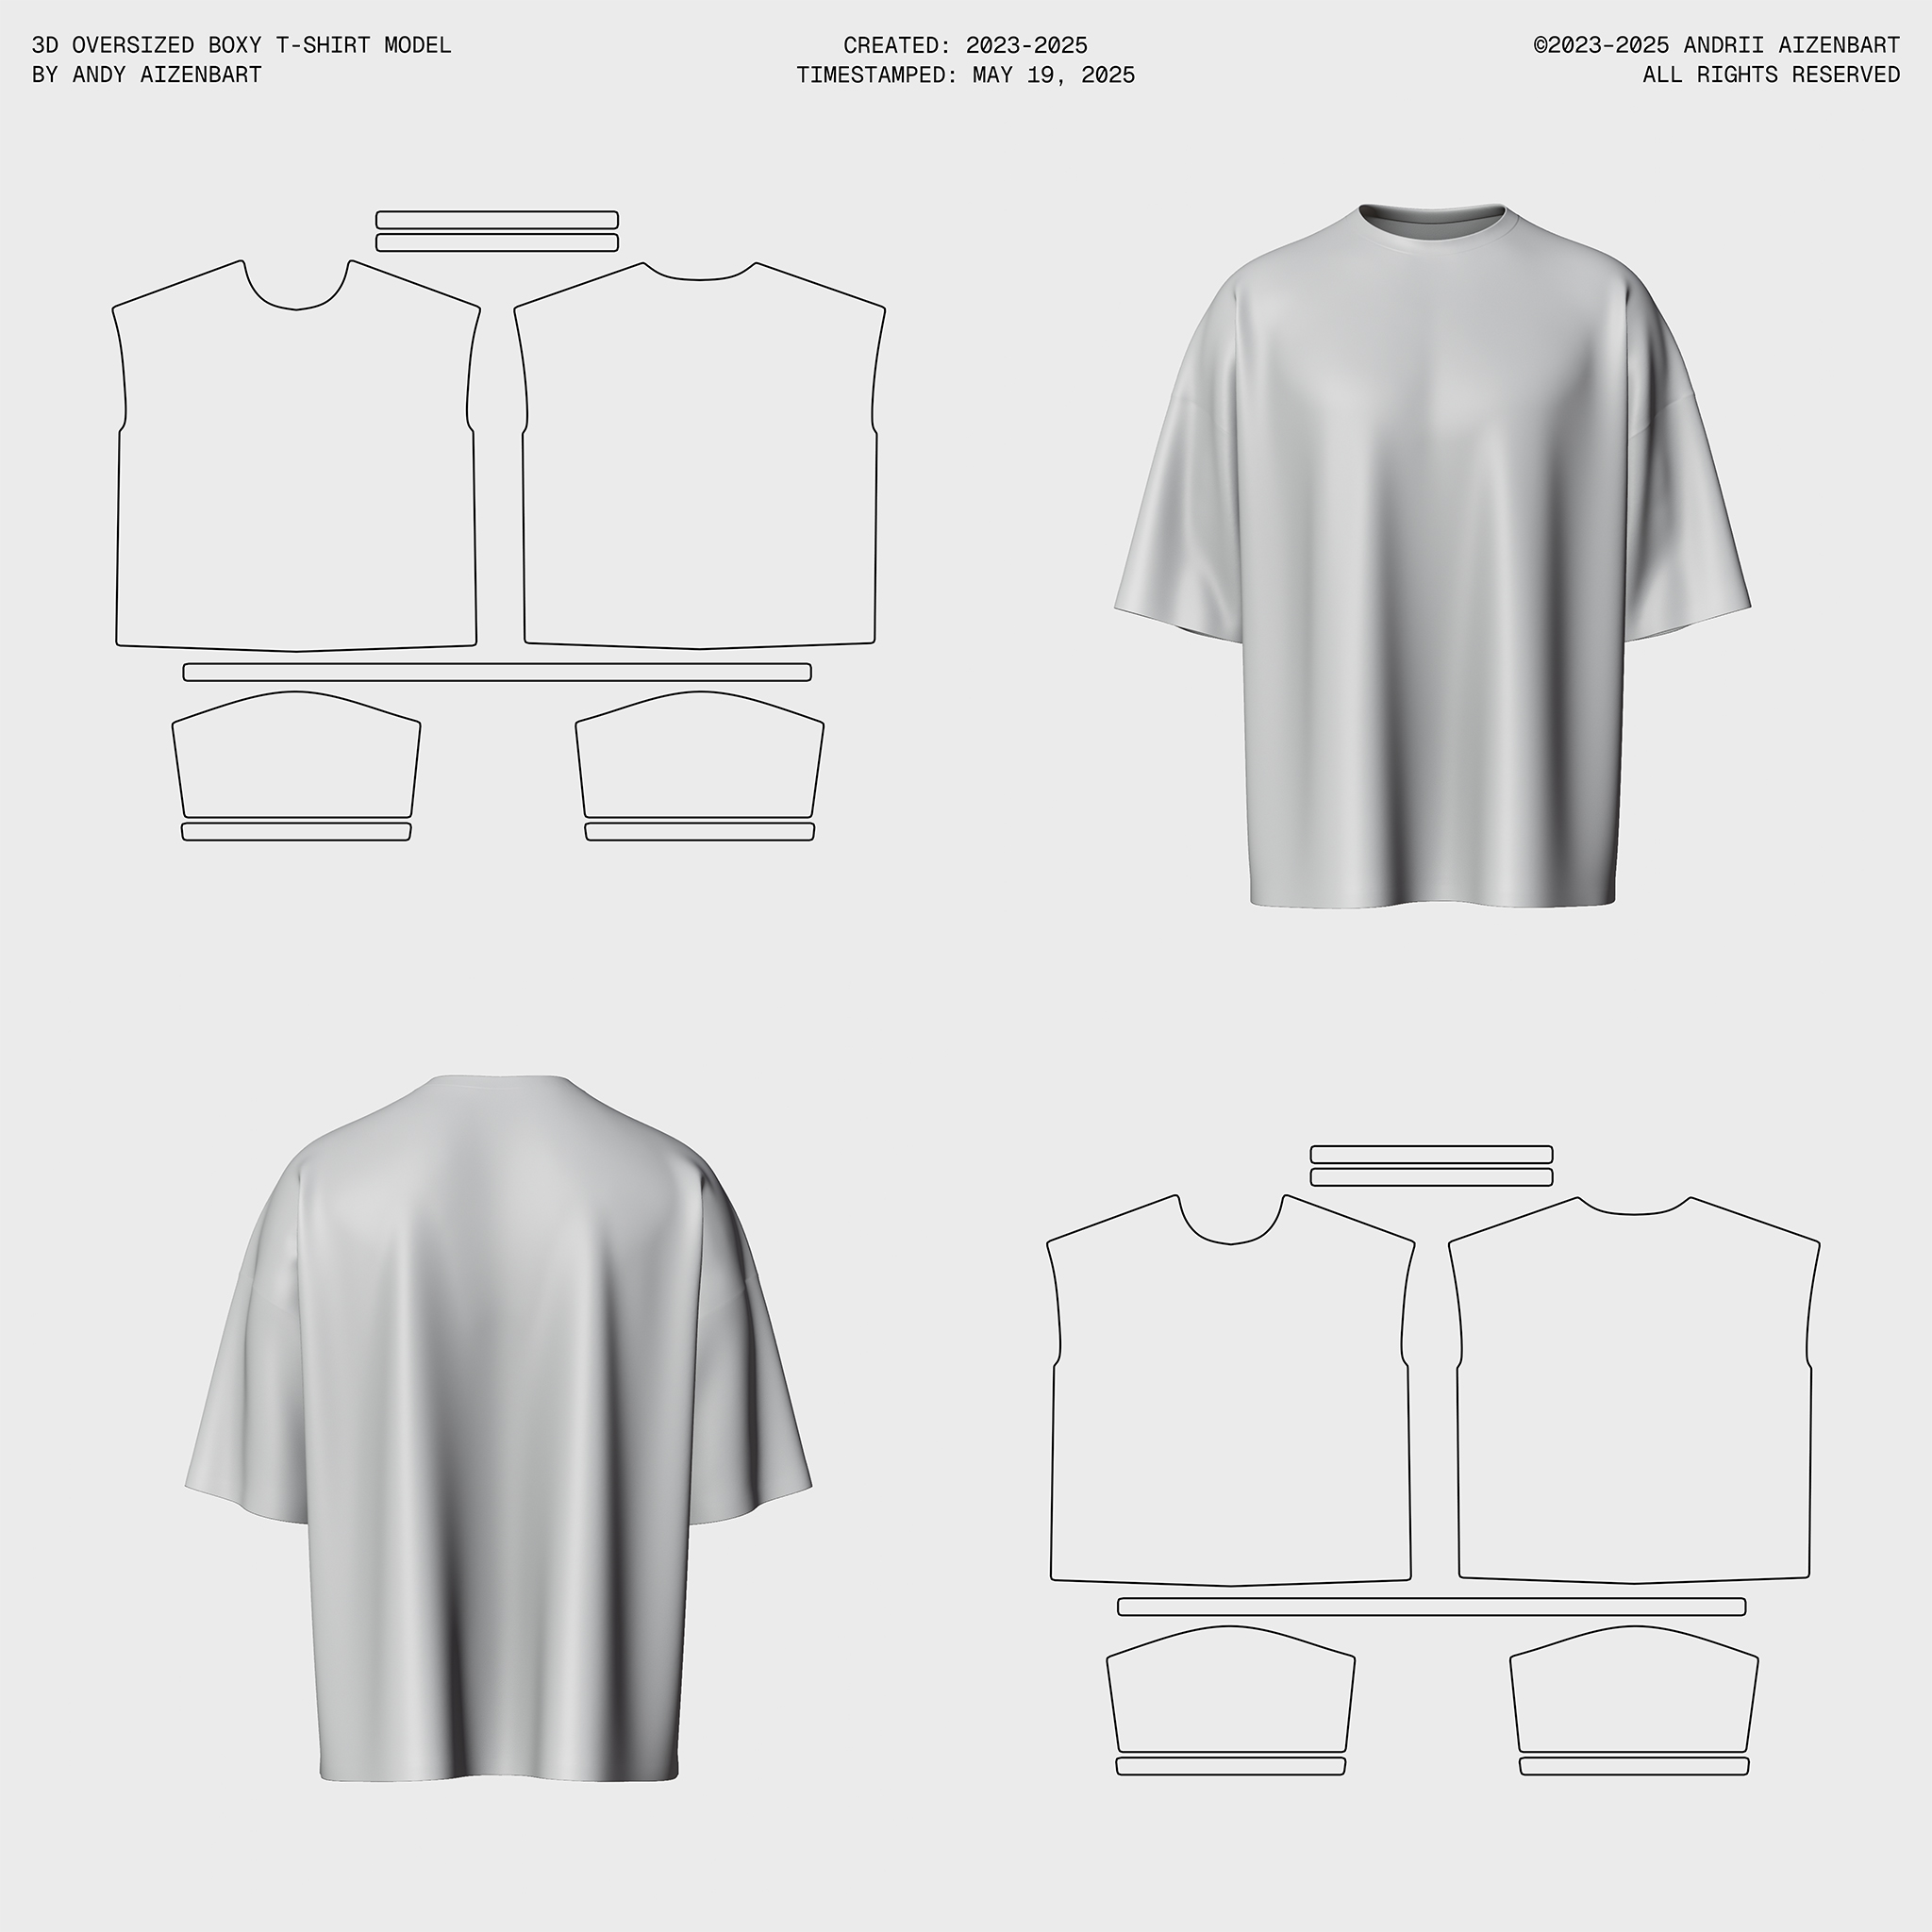 3D OVERSIZED BOXY T-SHIRT MODEL
BY ANDY AIZENBART
CREATED: 2023-2025
TIMESTAMPED: MAY 19, 2025
©2023-2025 ANDRII AIZENBART
ALL RIGHTS RESERVED